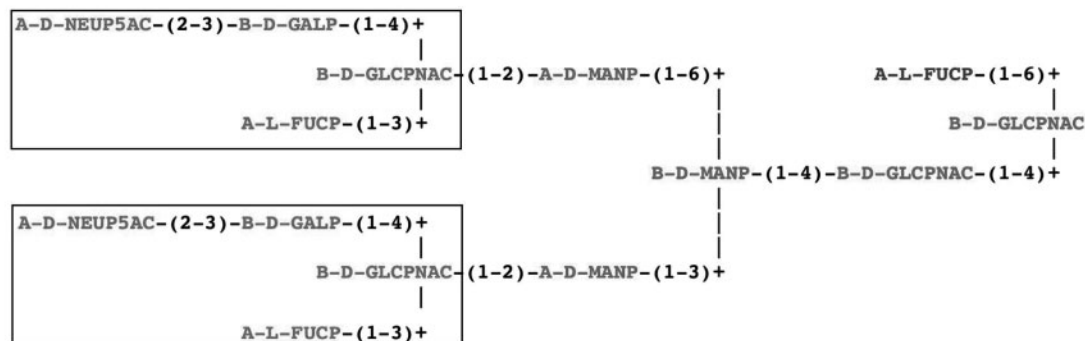 A-D-NEUP5AC-(2-3)-B-D-GALP-(1-4)+
|
B-D-GLCPNAC-(1-2)-A-D-MANP-(1-6)+ A-L-FUCP-(1-6)+
| | |
A-L-FUCP-(1-3)+ | B-D-GLCPNAC
| |
B-D-MANP-(1-4)-B-D-GLCPNAC-(1-4)+
A-D-NEUP5AC-(2-3)-B-D-GALP-(1-4)+ |
| |
B-D-GLCPNAC-(1-2)-A-D-MANP-(1-3)+
|
A-L-FUCP-(1-3)+